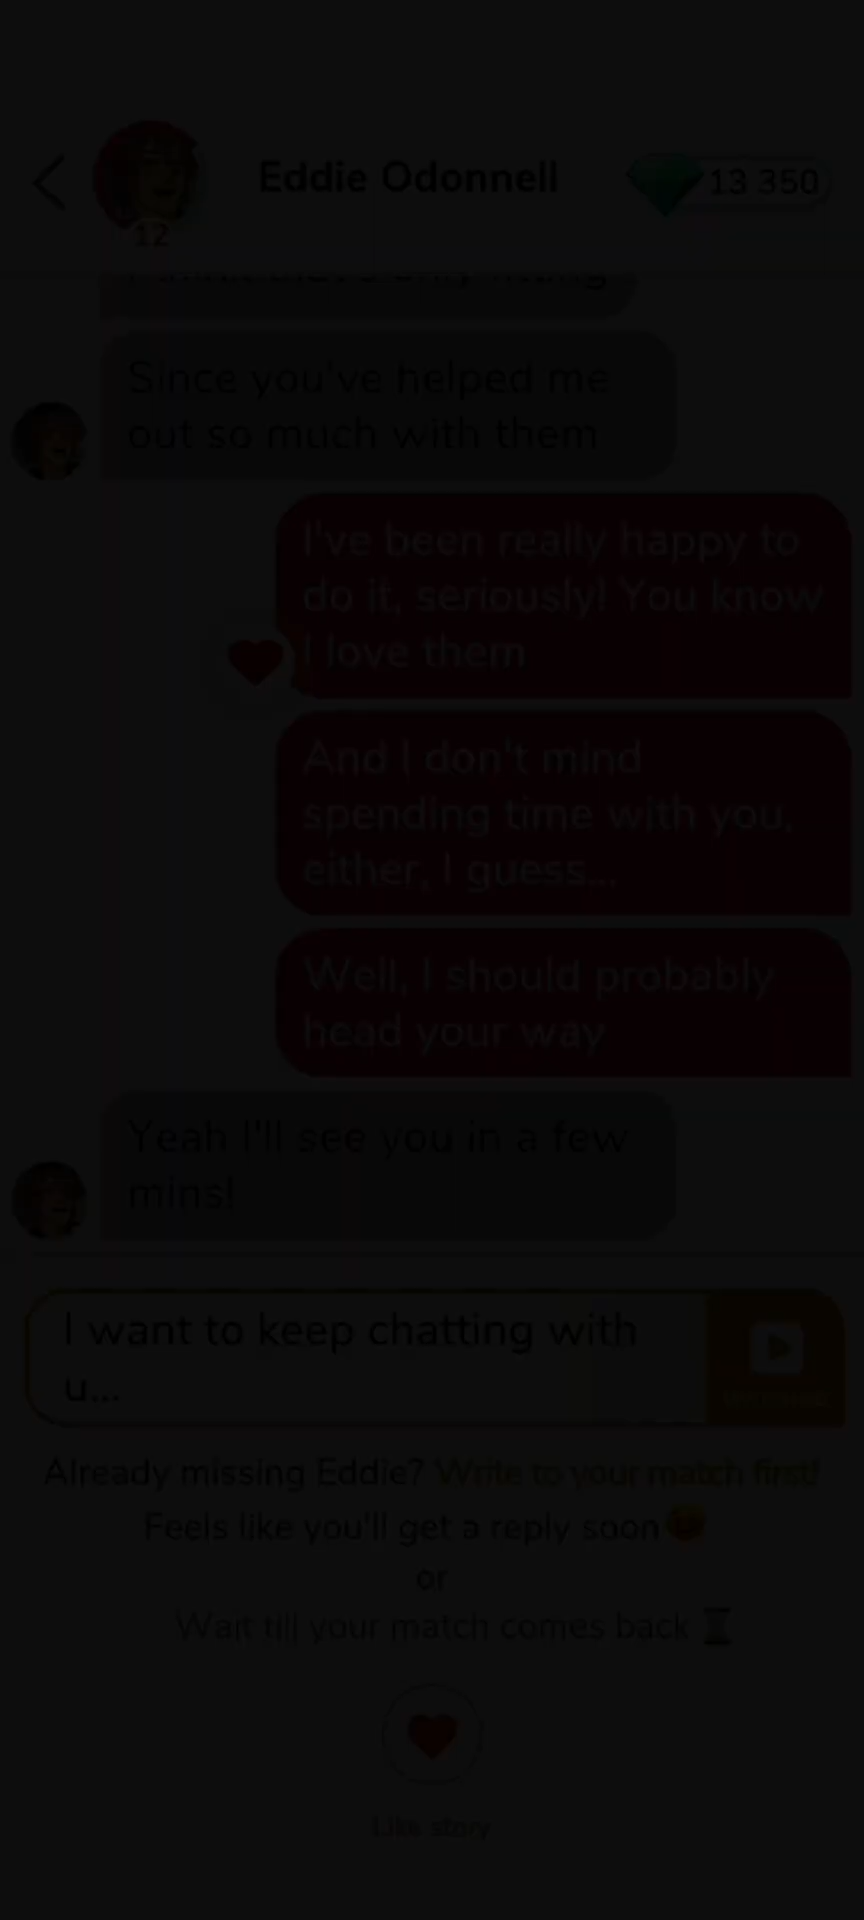 Eddie Odonnell
13 350
12
Since you've helped me
out so much with them
I've been really happy to
do it, seriously! You know
I love them
And I don't mind
spending time with you,
either, I guess...
Well, I should probably
head your way
Yeah I'll see you in a few
mins!
I want to keep chatting with
u...
Already missing Eddie? Write to your match first!
Feels like you'll get a reply soon
or
Wait till your match comes back
Like story